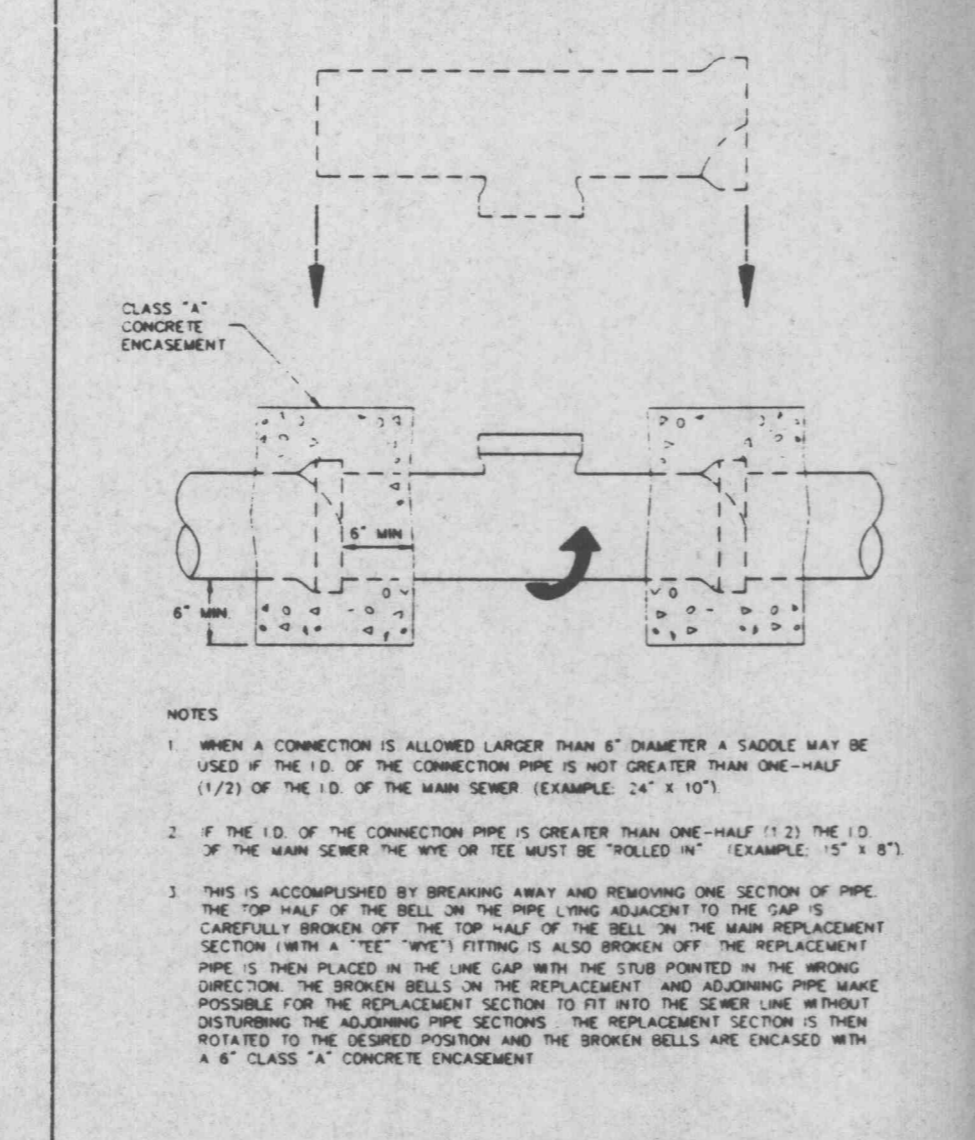 CLASS "A"
CONCRETE
ENCASEMENT
6" MIN
6" MIN.
NOTES
1. WHEN A CONNECTION IS ALLOWED LARGER THAN 6" DIAMETER A SADDLE MAY BE
USED IF THE I.D. OF THE CONNECTION PIPE IS NOT GREATER THAN ONE-HALF
(1/2) OF THE I.D. OF THE MAIN SEWER (EXAMPLE: 24" X 10").
2. IF THE I.D. OF THE CONNECTION PIPE IS GREATER THAN ONE-HALF (1/2) THE I.D.
OF THE MAIN SEWER THE WYE OR TEE MUST BE "ROLLED IN" (EXAMPLE: 15" X 8").
3. THIS IS ACCOMPLISHED BY BREAKING AWAY AND REMOVING ONE SECTION OF PIPE.
THE TOP HALF OF THE BELL ON THE PIPE LYING ADJACENT TO THE GAP IS
CAREFULLY BROKEN OFF. THE TOP HALF OF THE BELL ON THE MAIN REPLACEMENT
SECTION (WITH A "TEE" "WYE") FITTING IS ALSO BROKEN OFF. THE REPLACEMENT
PIPE IS THEN PLACED IN THE LINE GAP WITH THE STUB POINTED IN THE WRONG
DIRECTION. THE BROKEN BELLS ON THE REPLACEMENT AND ADJOINING PIPE MAKE
POSSIBLE FOR THE REPLACEMENT SECTION TO FIT INTO THE SEWER LINE WITHOUT
DISTURBING THE ADJOINING PIPE SECTIONS. THE REPLACEMENT SECTION IS THEN
ROTATED TO THE DESIRED POSITION AND THE BROKEN BELLS ARE ENCASED WITH
A 6" CLASS "A" CONCRETE ENCASEMENT